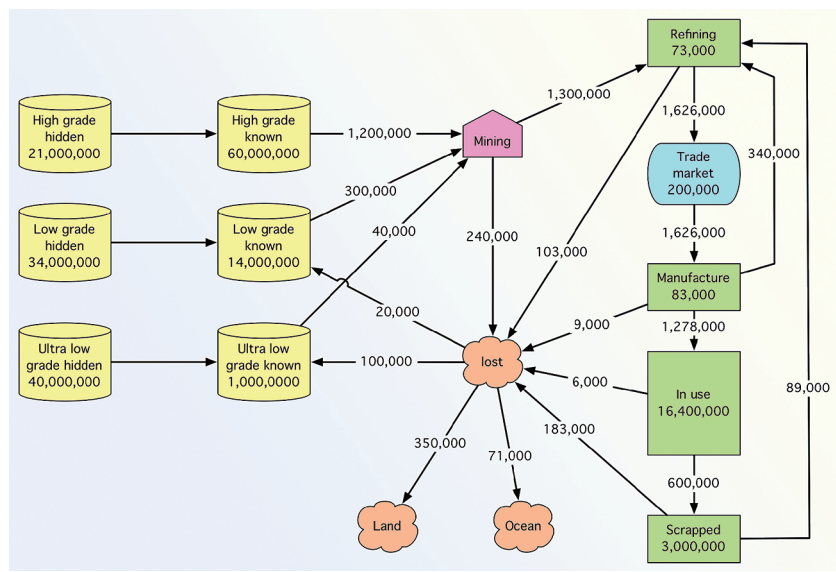 Refining
73,000
1,300,000
1,626,000
High grade
hidden
21,000,000
High grade
known
60,000,000
1,200,000
Mining
340,000
Trade
market
200,000
300,000
Low grade
hidden
34,000,000
Low grade
known
14,000,000
40,000
240,000
103,000
1,626,000
Manufacture
83,000
20,000
9,000
1,278,000
Ultra low
grade hidden
40,000,000
Ultra low
grade known
1,000,0000
100,000
lost
6,000
In use
16,400,000
89,000
350,000
71,000
183,000
600,000
Land
Ocean
Scrapped
3,000,000